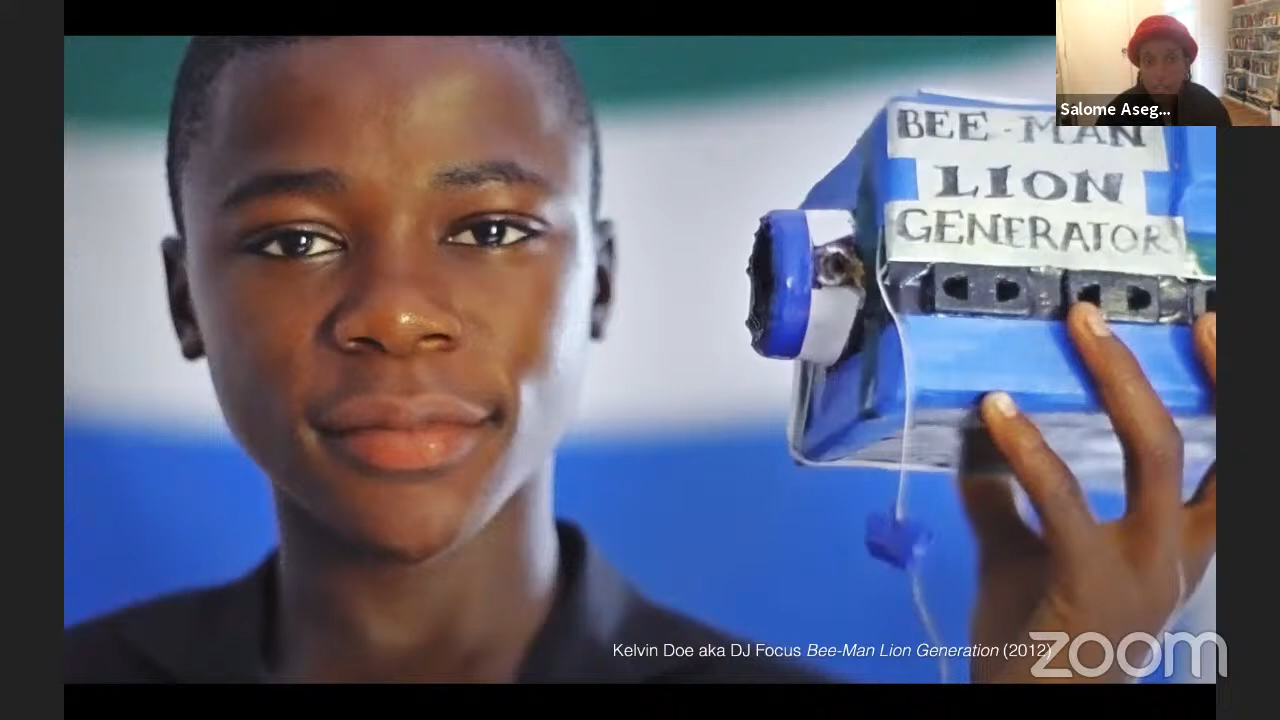 Salome Aseg...
BEE-MAN
LION
GENERATOR
Kelvin Doe aka DJ Focus Bee-Man Lion Generation (2012)
zoom